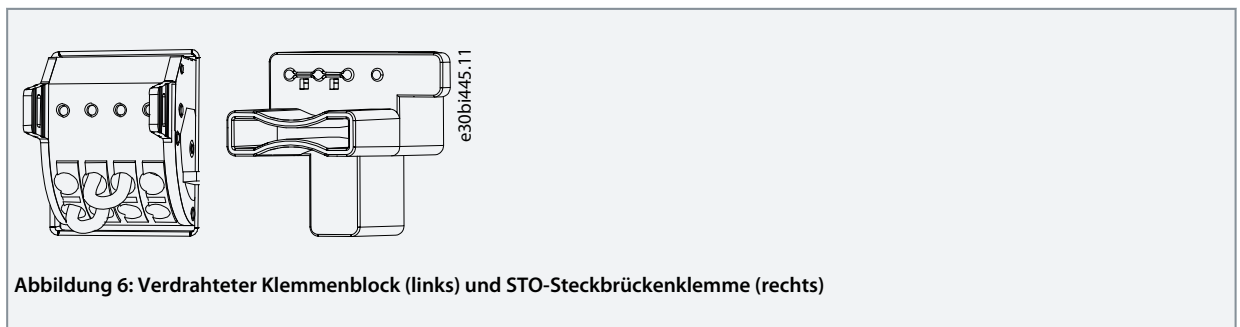 e30bi445.11
Abbildung 6: Verdrahteter Klemmenblock (links) und STO-Steckbrückenklemme (rechts)